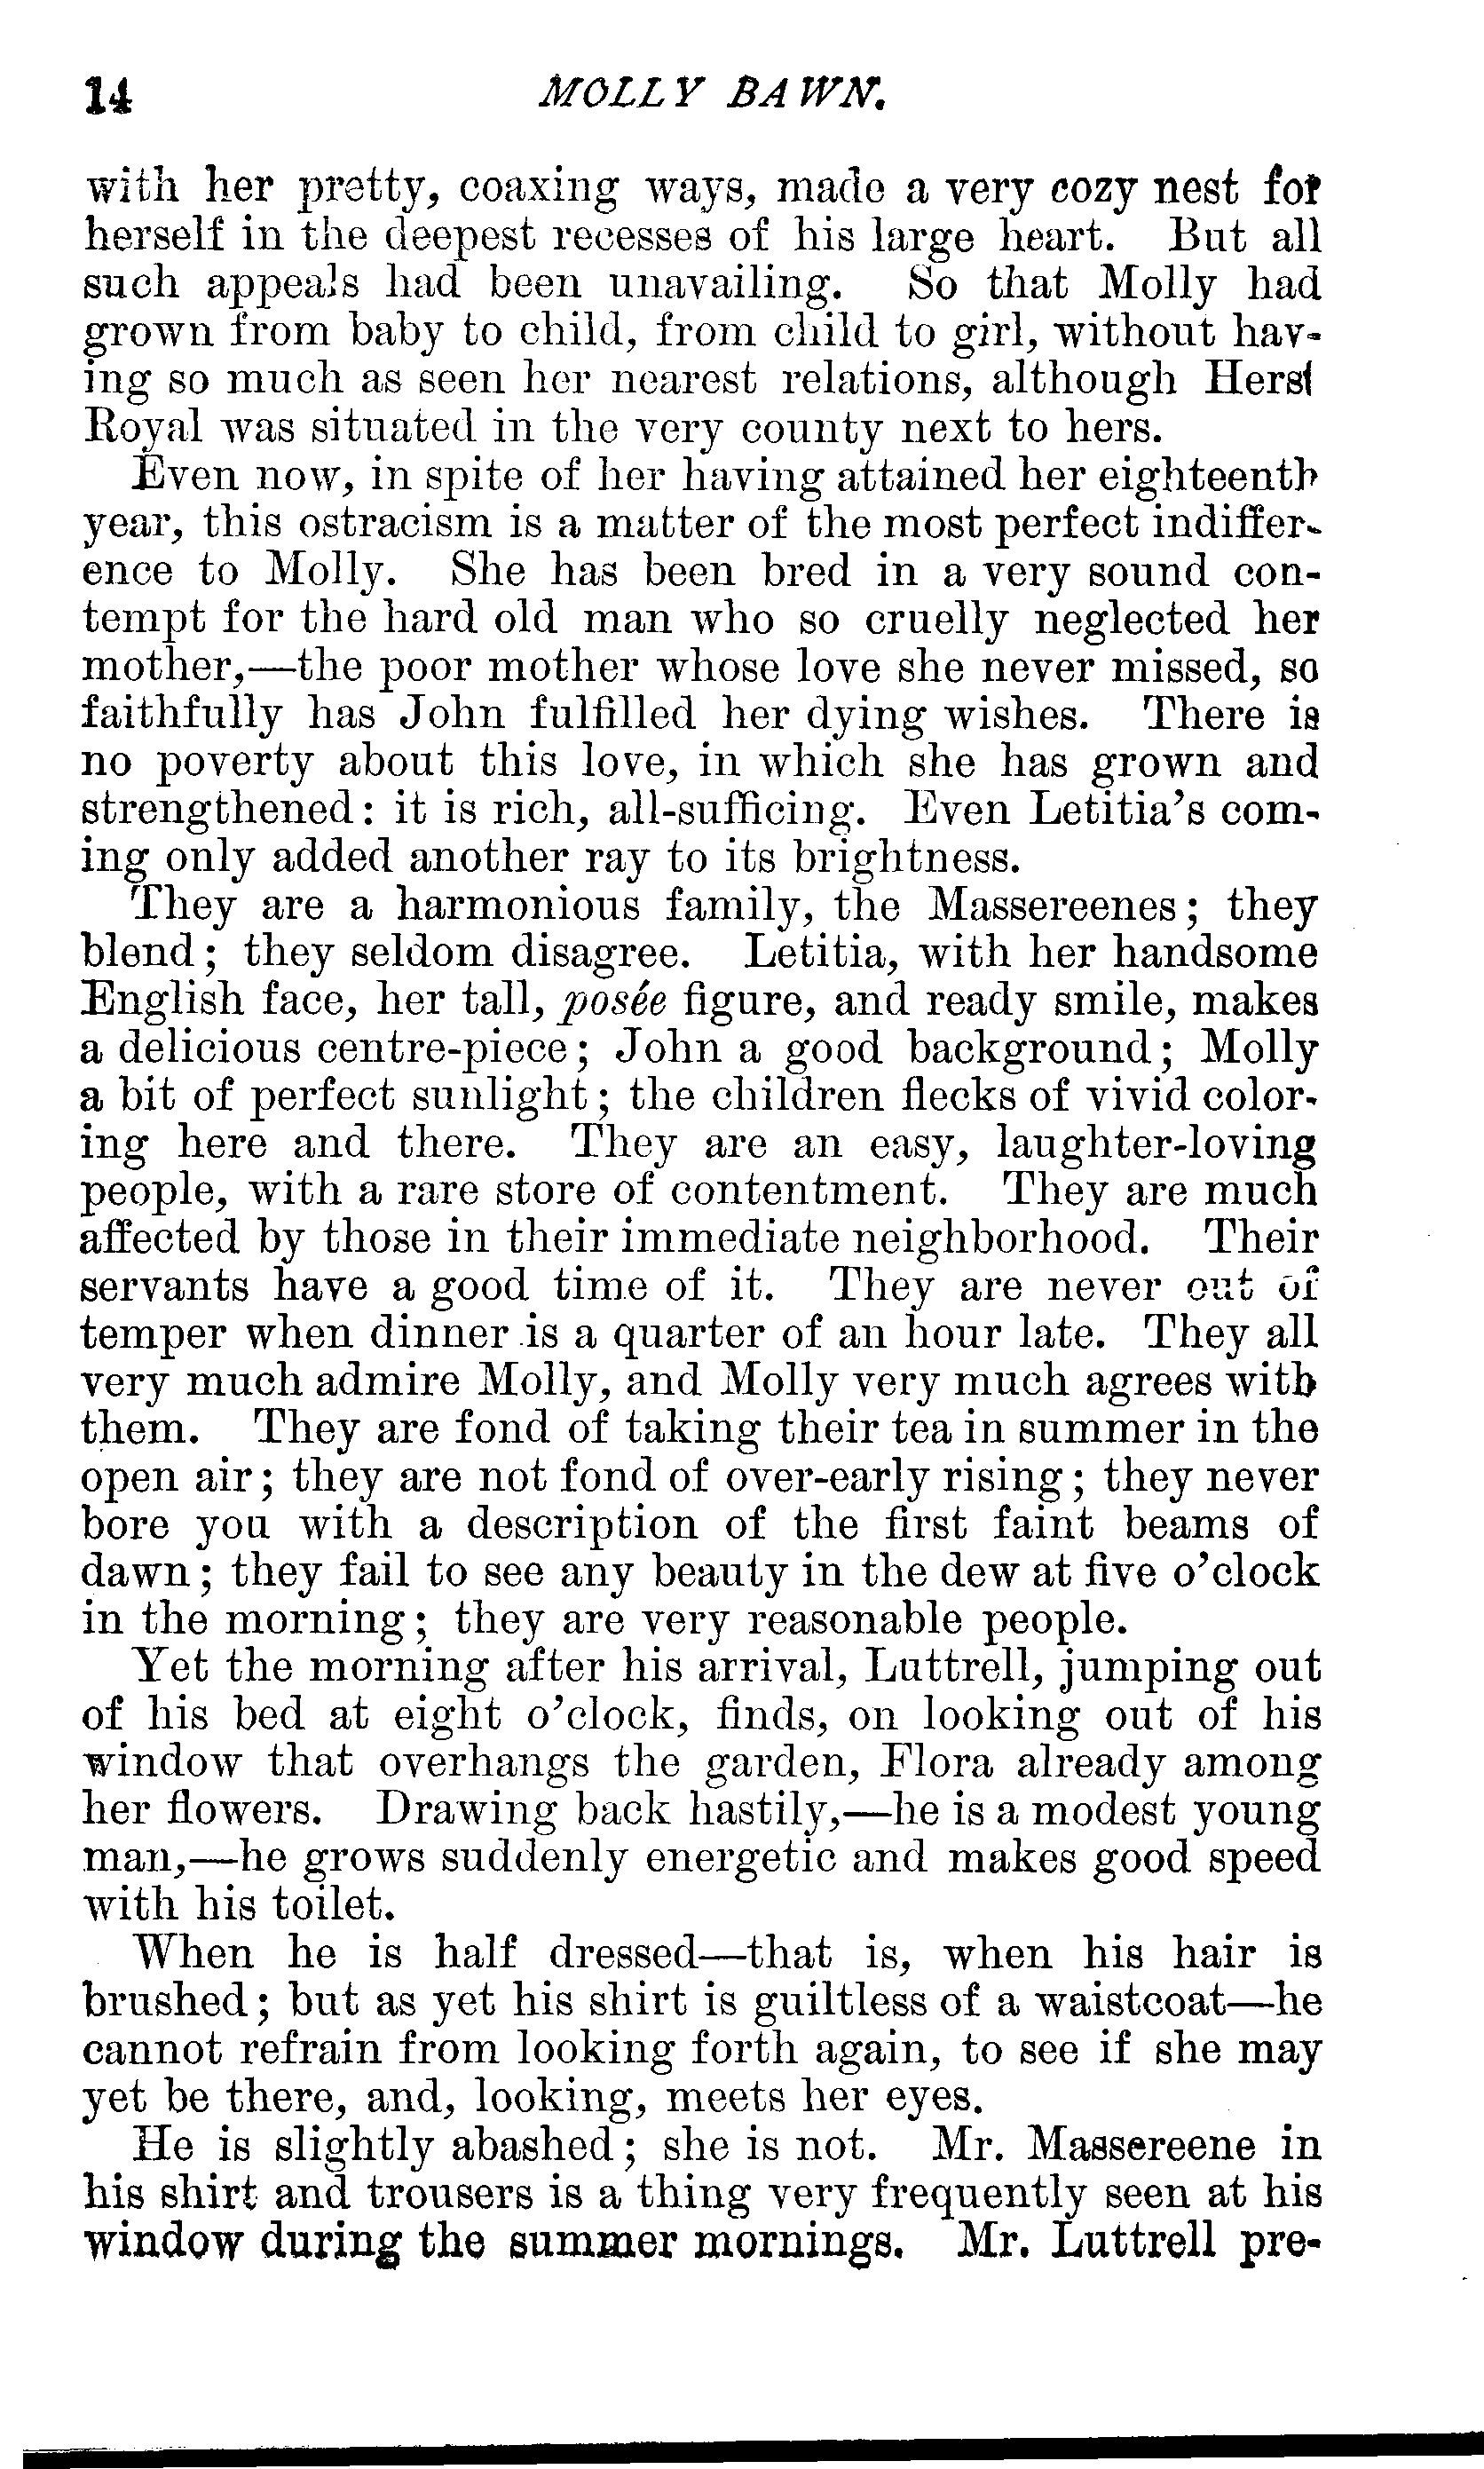 14 MOLLY BAWN.
with her pretty, coaxing ways, made a very cozy nest for
herself in the deepest recesses of his large heart. But all
such appeals had been unavailing. So that Molly had
grown from baby to child, from child to girl, without hav-
ing so much as seen her nearest relations, although Herst
Royal was situated in the very county next to hers.
Even now, in spite of her having attained her eighteenth
year, this ostracism is a matter of the most perfect indiffer-
ence to Molly. She has been bred in a very sound con-
tempt for the hard old man who so cruelly neglected her
mother,—the poor mother whose love she never missed, so
faithfully has John fulfilled her dying wishes. There is
no poverty about this love, in which she has grown and
strengthened: it is rich, all-sufficing. Even Letitia's com-
ing only added another ray to its brightness.
They are a harmonious family, the Massereenes; they
blend; they seldom disagree. Letitia, with her handsome
English face, her tall, posée figure, and ready smile, makes
a delicious centre-piece; John a good background; Molly
a bit of perfect sunlight; the children flecks of vivid color-
ing here and there. They are an easy, laughter-loving
people, with a rare store of contentment. They are much
affected by those in their immediate neighborhood. Their
servants have a good time of it. They are never out of
temper when dinner is a quarter of an hour late. They all
very much admire Molly, and Molly very much agrees with
them. They are fond of taking their tea in summer in the
open air; they are not fond of over-early rising; they never
bore you with a description of the first faint beams of
dawn; they fail to see any beauty in the dew at five o'clock
in the morning; they are very reasonable people.
Yet the morning after his arrival, Luttrell, jumping out
of his bed at eight o'clock, finds, on looking out of his
window that overhangs the garden, Flora already among
her flowers. Drawing back hastily,—he is a modest young
man,—he grows suddenly energetic and makes good speed
with his toilet.
When he is half dressed—that is, when his hair is
brushed; but as yet his shirt is guiltless of a waistcoat—he
cannot refrain from looking forth again, to see if she may
yet be there, and, looking, meets her eyes.
He is slightly abashed; she is not. Mr. Massereene in
his shirt and trousers is a thing very frequently seen at his
window during the summer mornings. Mr. Luttrell pre-